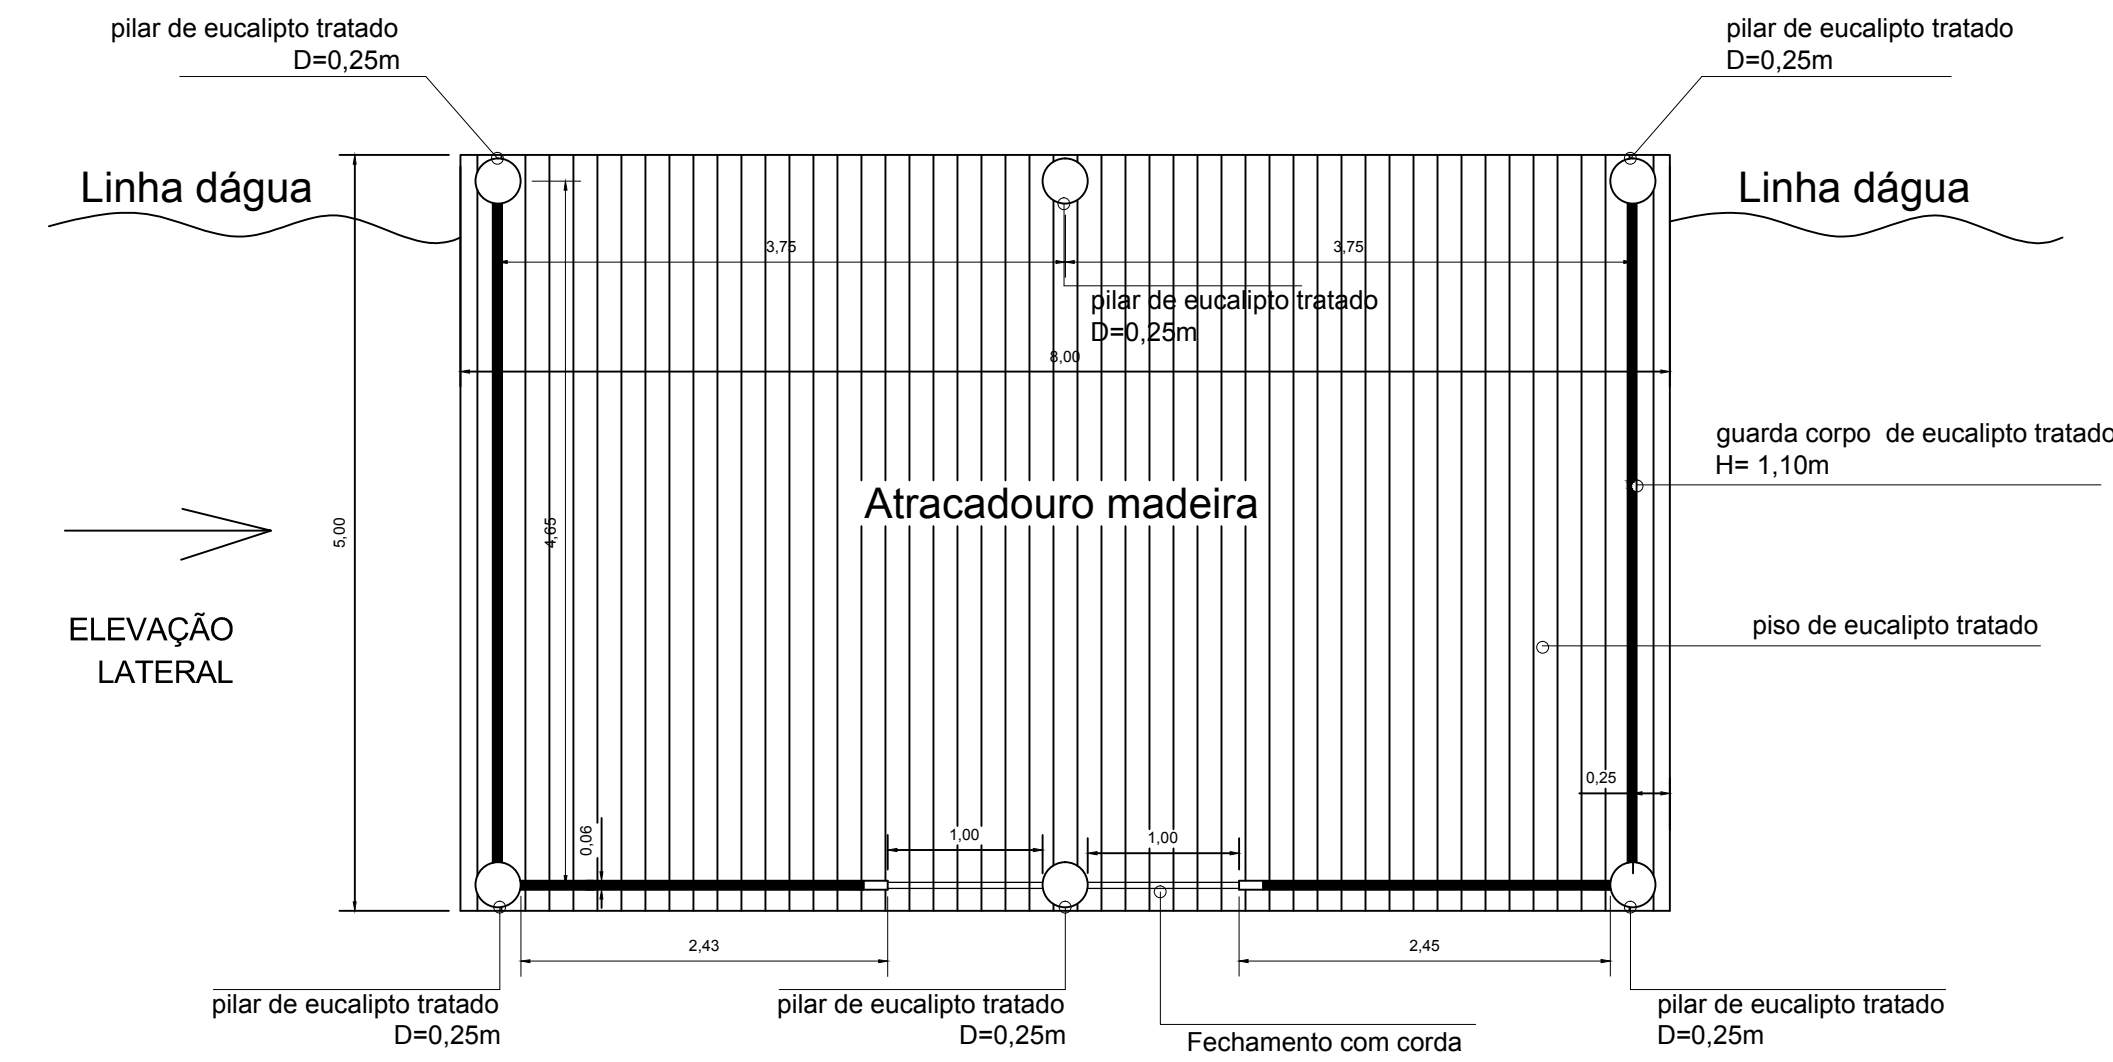 pilar de eucalipto tratado
D=0,25m
pilar de eucalipto tratado
D=0,25m
Linha dágua
Linha dágua
3,75
3,75
pilar de eucalipto tratado
D=0,25m
8,00
guarda corpo de eucalipto tratado
H= 1,10m
Atracadouro madeira
5,00
4,65
ELEVAÇÃO
LATERAL
piso de eucalipto tratado
0,25
0,06
1,00
1,00
2,43
2,45
pilar de eucalipto tratado
D=0,25m
pilar de eucalipto tratado
D=0,25m
Fechamento com corda
pilar de eucalipto tratado
D=0,25m